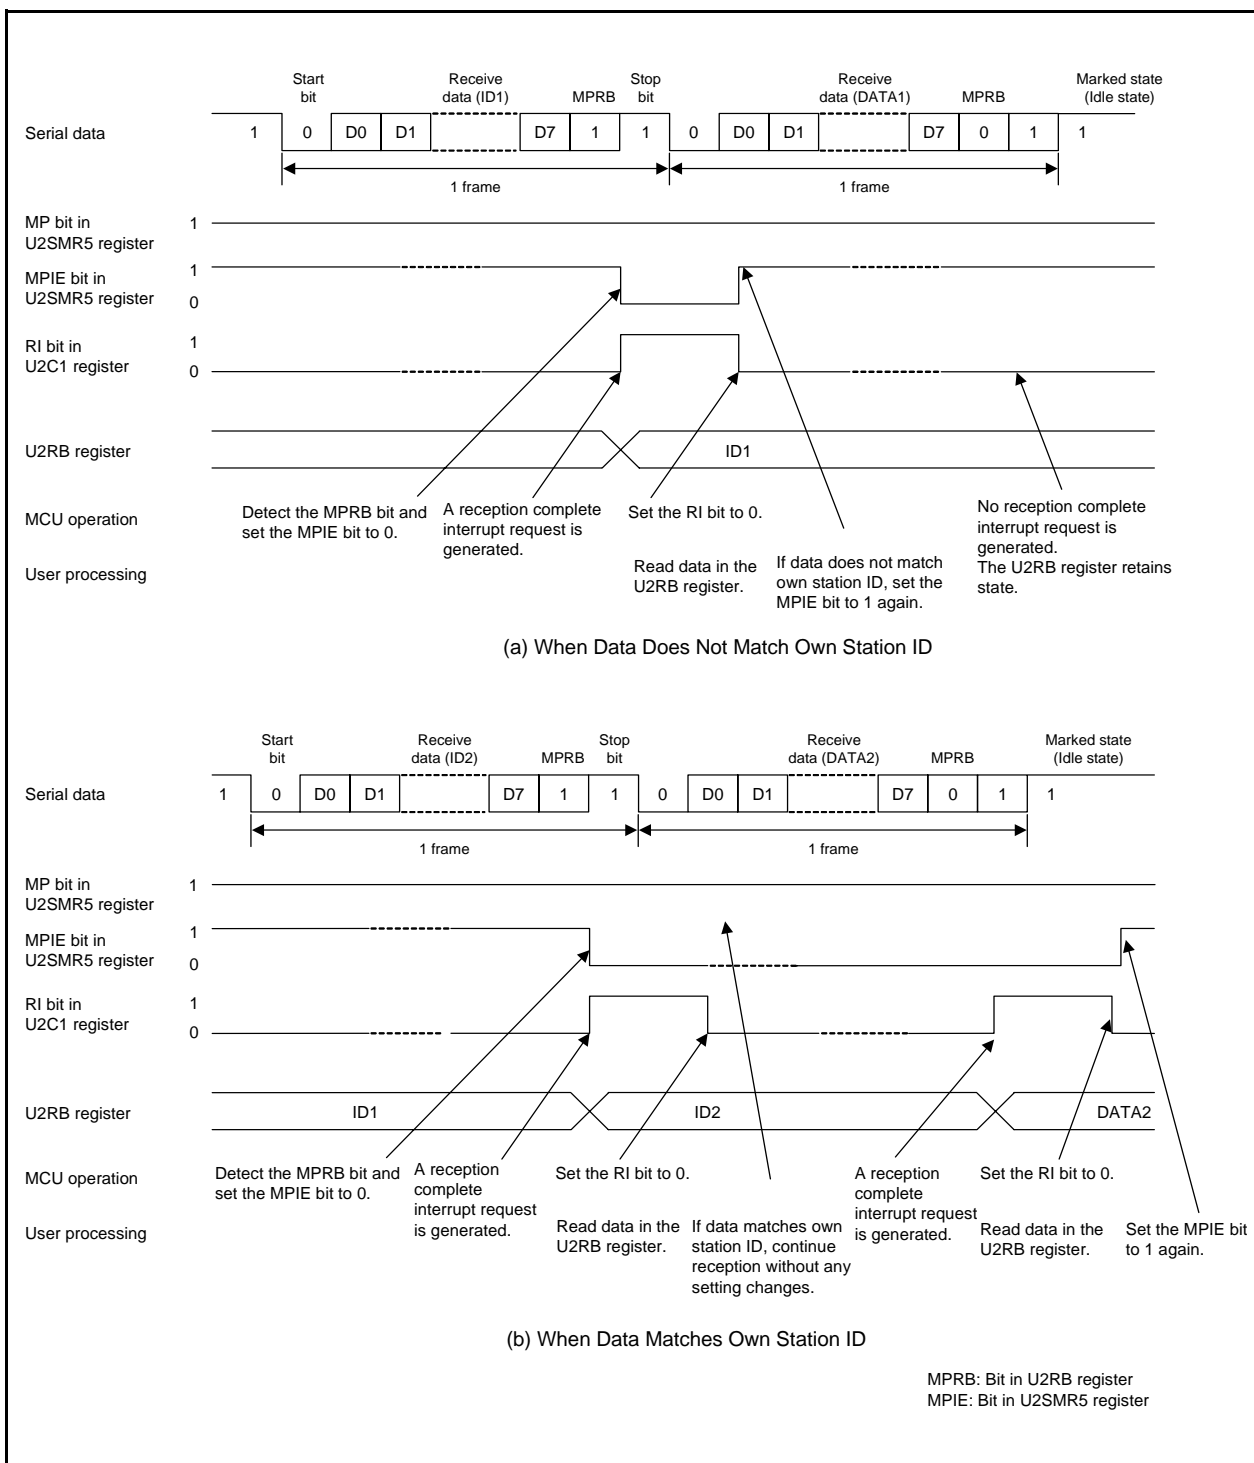 Start
bit
Receive
data (ID1)
MPRB
Stop
bit
Receive
data (DATA1)
MPRB
Marked state
(Idle state)
Serial data
1 0 D0 D1 D7 1 1 0 D0 D1 D7 0 1 1
1 frame 1 frame
MP bit in
U2SMR5 register
1
MPIE bit in
U2SMR5 register
1
0
RI bit in
U2C1 register
1
0
U2RB register
ID1
MCU operation
Detect the MPRB bit and
set the MPIE bit to 0.
A reception complete
interrupt request is
generated.
Set the RI bit to 0.
No reception complete
interrupt request is
generated.
The U2RB register retains
state.
User processing
Read data in the
U2RB register.
If data does not match
own station ID, set the
MPIE bit to 1 again.
(a) When Data Does Not Match Own Station ID
Start
bit
Receive
data (ID2)
MPRB
Stop
bit
Receive
data (DATA2)
MPRB
Marked state
(Idle state)
Serial data
1 0 D0 D1 D7 1 1 0 D0 D1 D7 0 1 1
1 frame 1 frame
MP bit in
U2SMR5 register
1
MPIE bit in
U2SMR5 register
1
0
RI bit in
U2C1 register
1
0
U2RB register
ID1 ID2 DATA2
MCU operation
Detect the MPRB bit and
set the MPIE bit to 0.
A reception
complete
interrupt request
is generated.
Set the RI bit to 0.
A reception
complete
interrupt request
is generated.
Set the RI bit to 0.
User processing
Read data in the
U2RB register.
If data matches own
station ID, continue
reception without any
setting changes.
Read data in the
U2RB register.
Set the MPIE bit
to 1 again.
(b) When Data Matches Own Station ID
MPRB: Bit in U2RB register
MPIE: Bit in U2SMR5 register